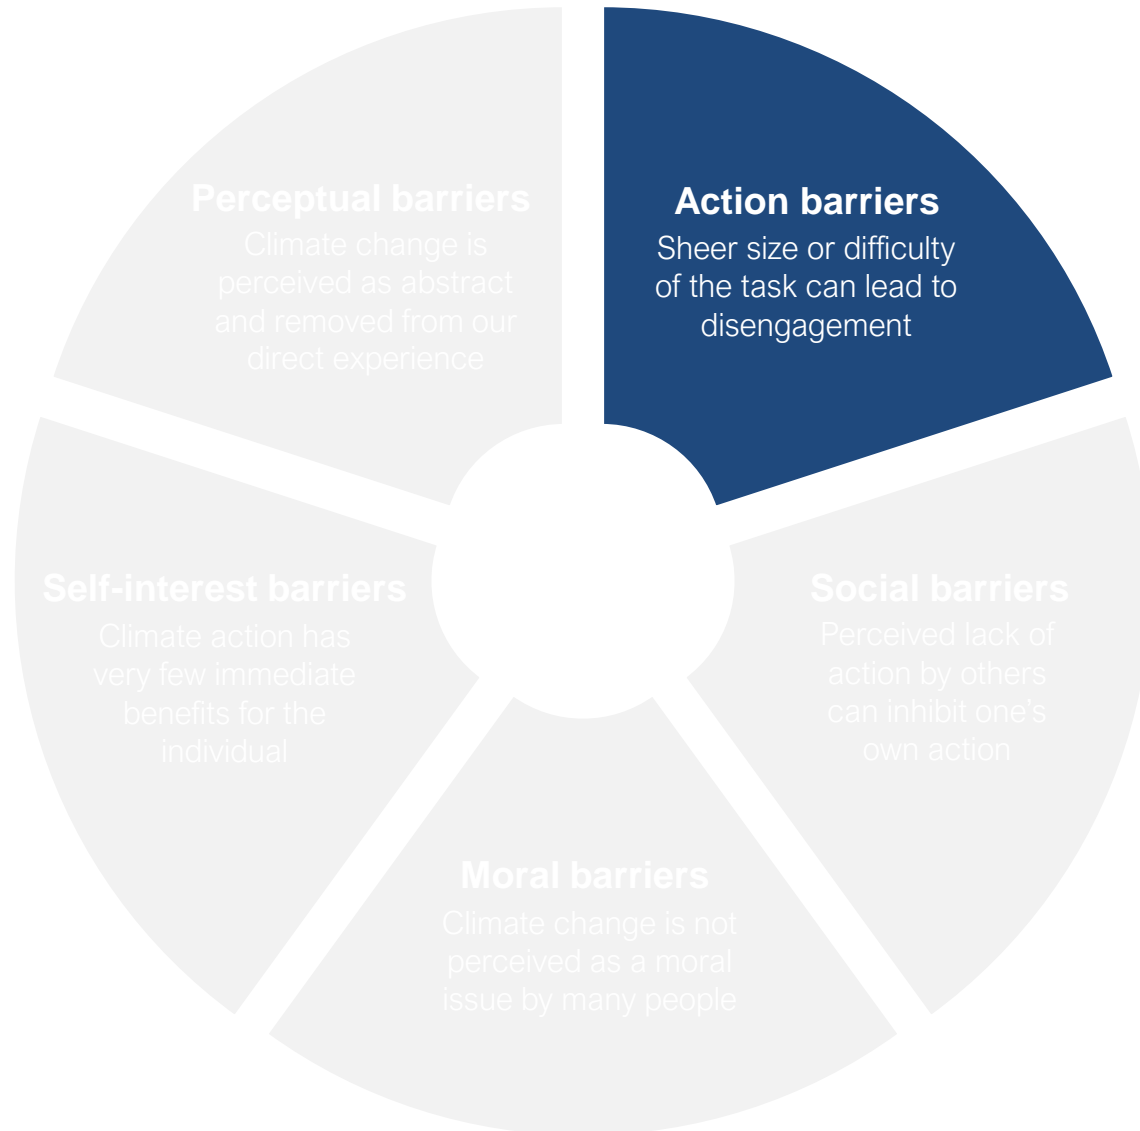 Perceptual barriers
Climate change is
perceived as abstract
and removed from our
direct experience
Action barriers
Sheer size or difficulty
of the task can lead to
disengagement
Self-interest barriers
Climate action has
very few immediate
benefits for the
individual
Social barriers
Perceived lack of
action by others
can inhibit one's
own action
Moral barriers
Climate change is not
perceived as a moral
issue by many people